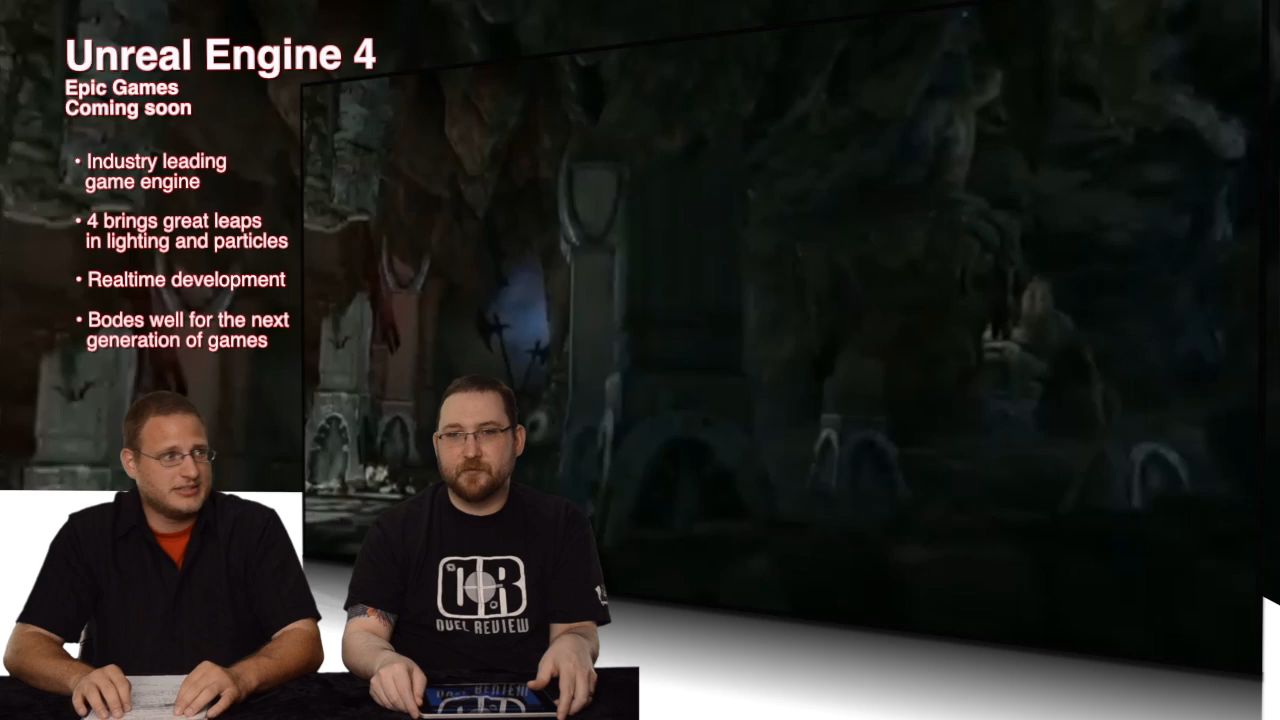 Unreal Engine 4
Epic Games
Coming soon
• Industry leading
game engine
• 4 brings great leaps
in lighting and particles
• Realtime development
• Bodes well for the next
generation of games
DR
DUEL REVIEW